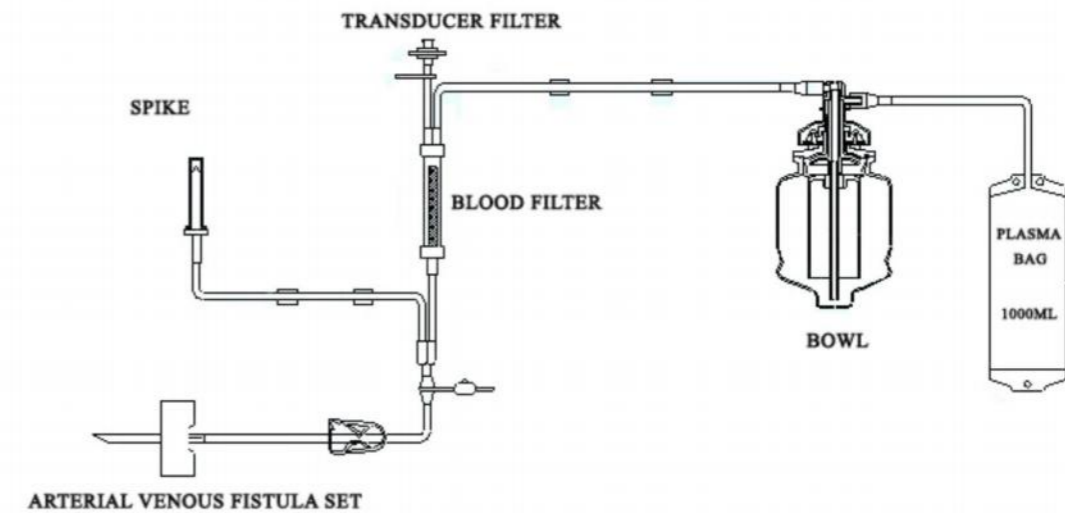 TRANSDUCER FILTER
SPIKE
BLOOD FILTER
PLASMA
BAG
1000ML
BOWL
ARTERIAL VENOUS FISTULA SET